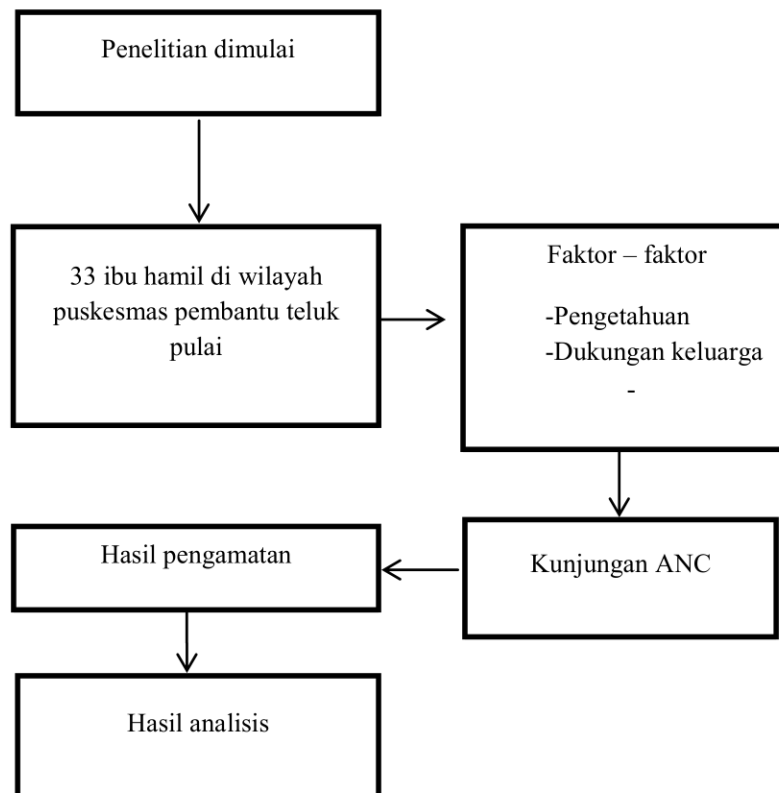 Penelitian dimulai
33 ibu hamil di wilayah
puskesmas pembantu teluk
pulai
Faktor – faktor
-Pengetahuan
-Dukungan keluarga
-
Kunjungan ANC
Hasil pengamatan
Hasil analisis